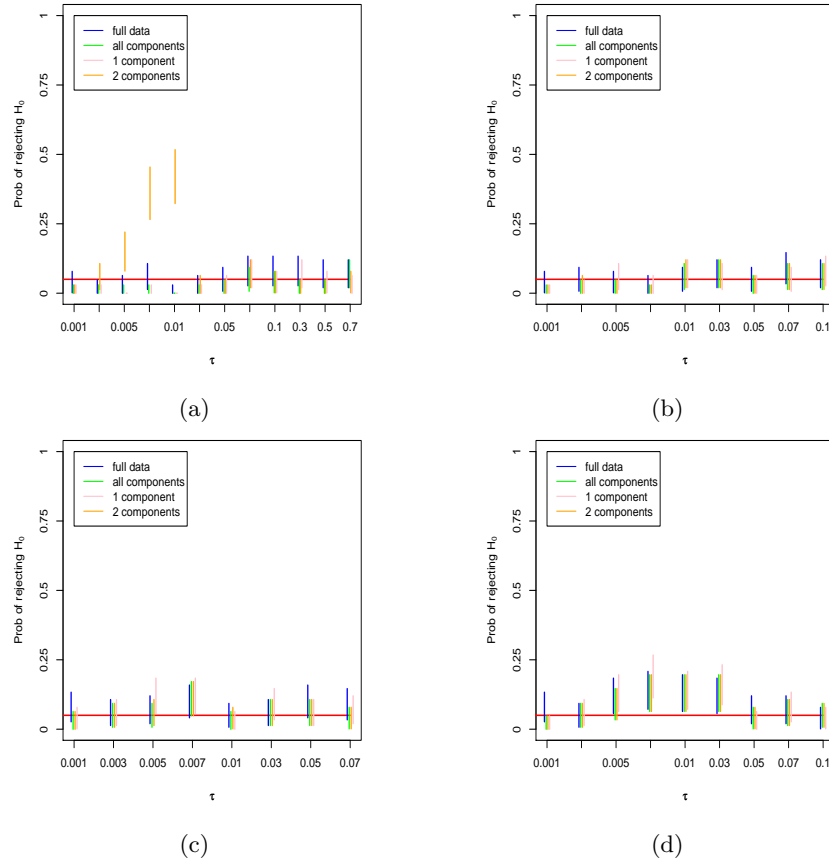 1
0.75
0.5
0.25
0
Prob of rejecting H0
full data
all components
1 component
2 components
0.001 0.005 0.01 0.05 0.1 0.3 0.5 0.7
τ
(a)
1
0.75
0.5
0.25
0
Prob of rejecting H0
full data
all components
1 component
2 components
0.001 0.005 0.01 0.03 0.05 0.07 0.1
τ
(b)
1
0.75
0.5
0.25
0
Prob of rejecting H0
full data
all components
1 component
2 components
0.001 0.003 0.005 0.007 0.01 0.03 0.05 0.07
τ
(c)
1
0.75
0.5
0.25
0
Prob of rejecting H0
full data
all components
1 component
2 components
0.001 0.005 0.01 0.03 0.05 0.07 0.1
τ
(d)